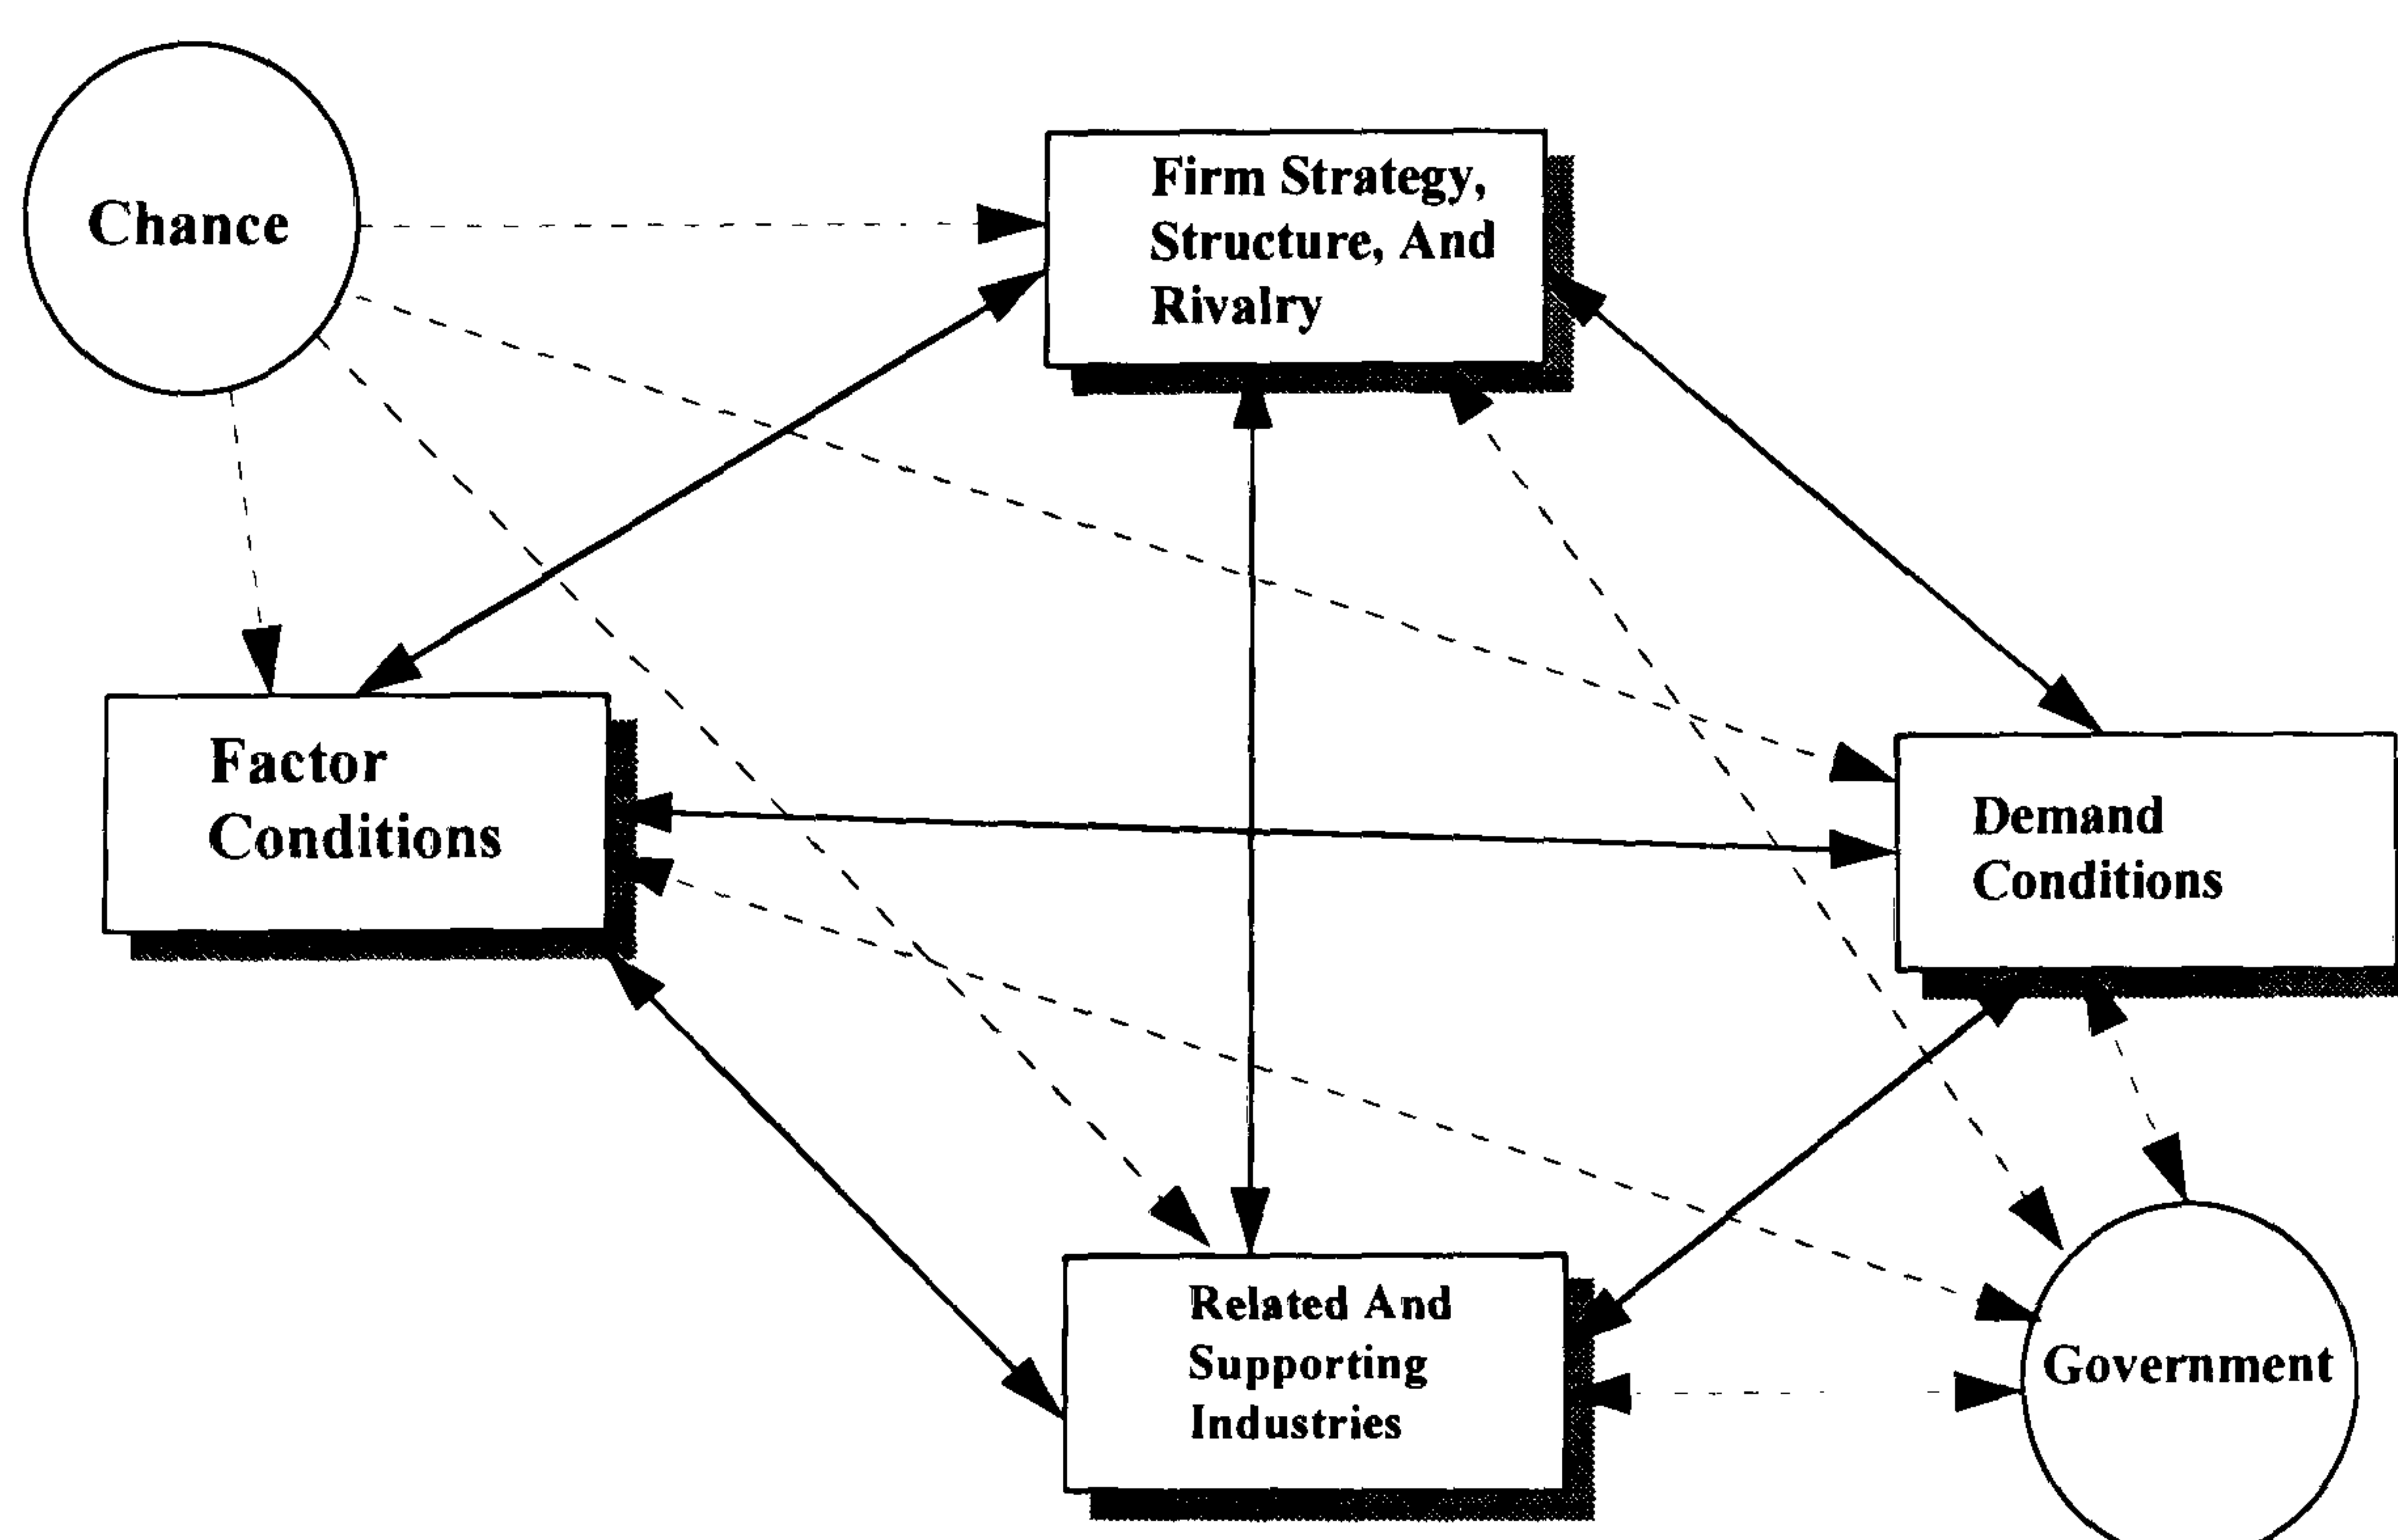 Chance
Firm Strategy,
Structure, And
Rivalry
Factor
Conditions
Demand
Conditions
Related And
Supporting
Industries
Government